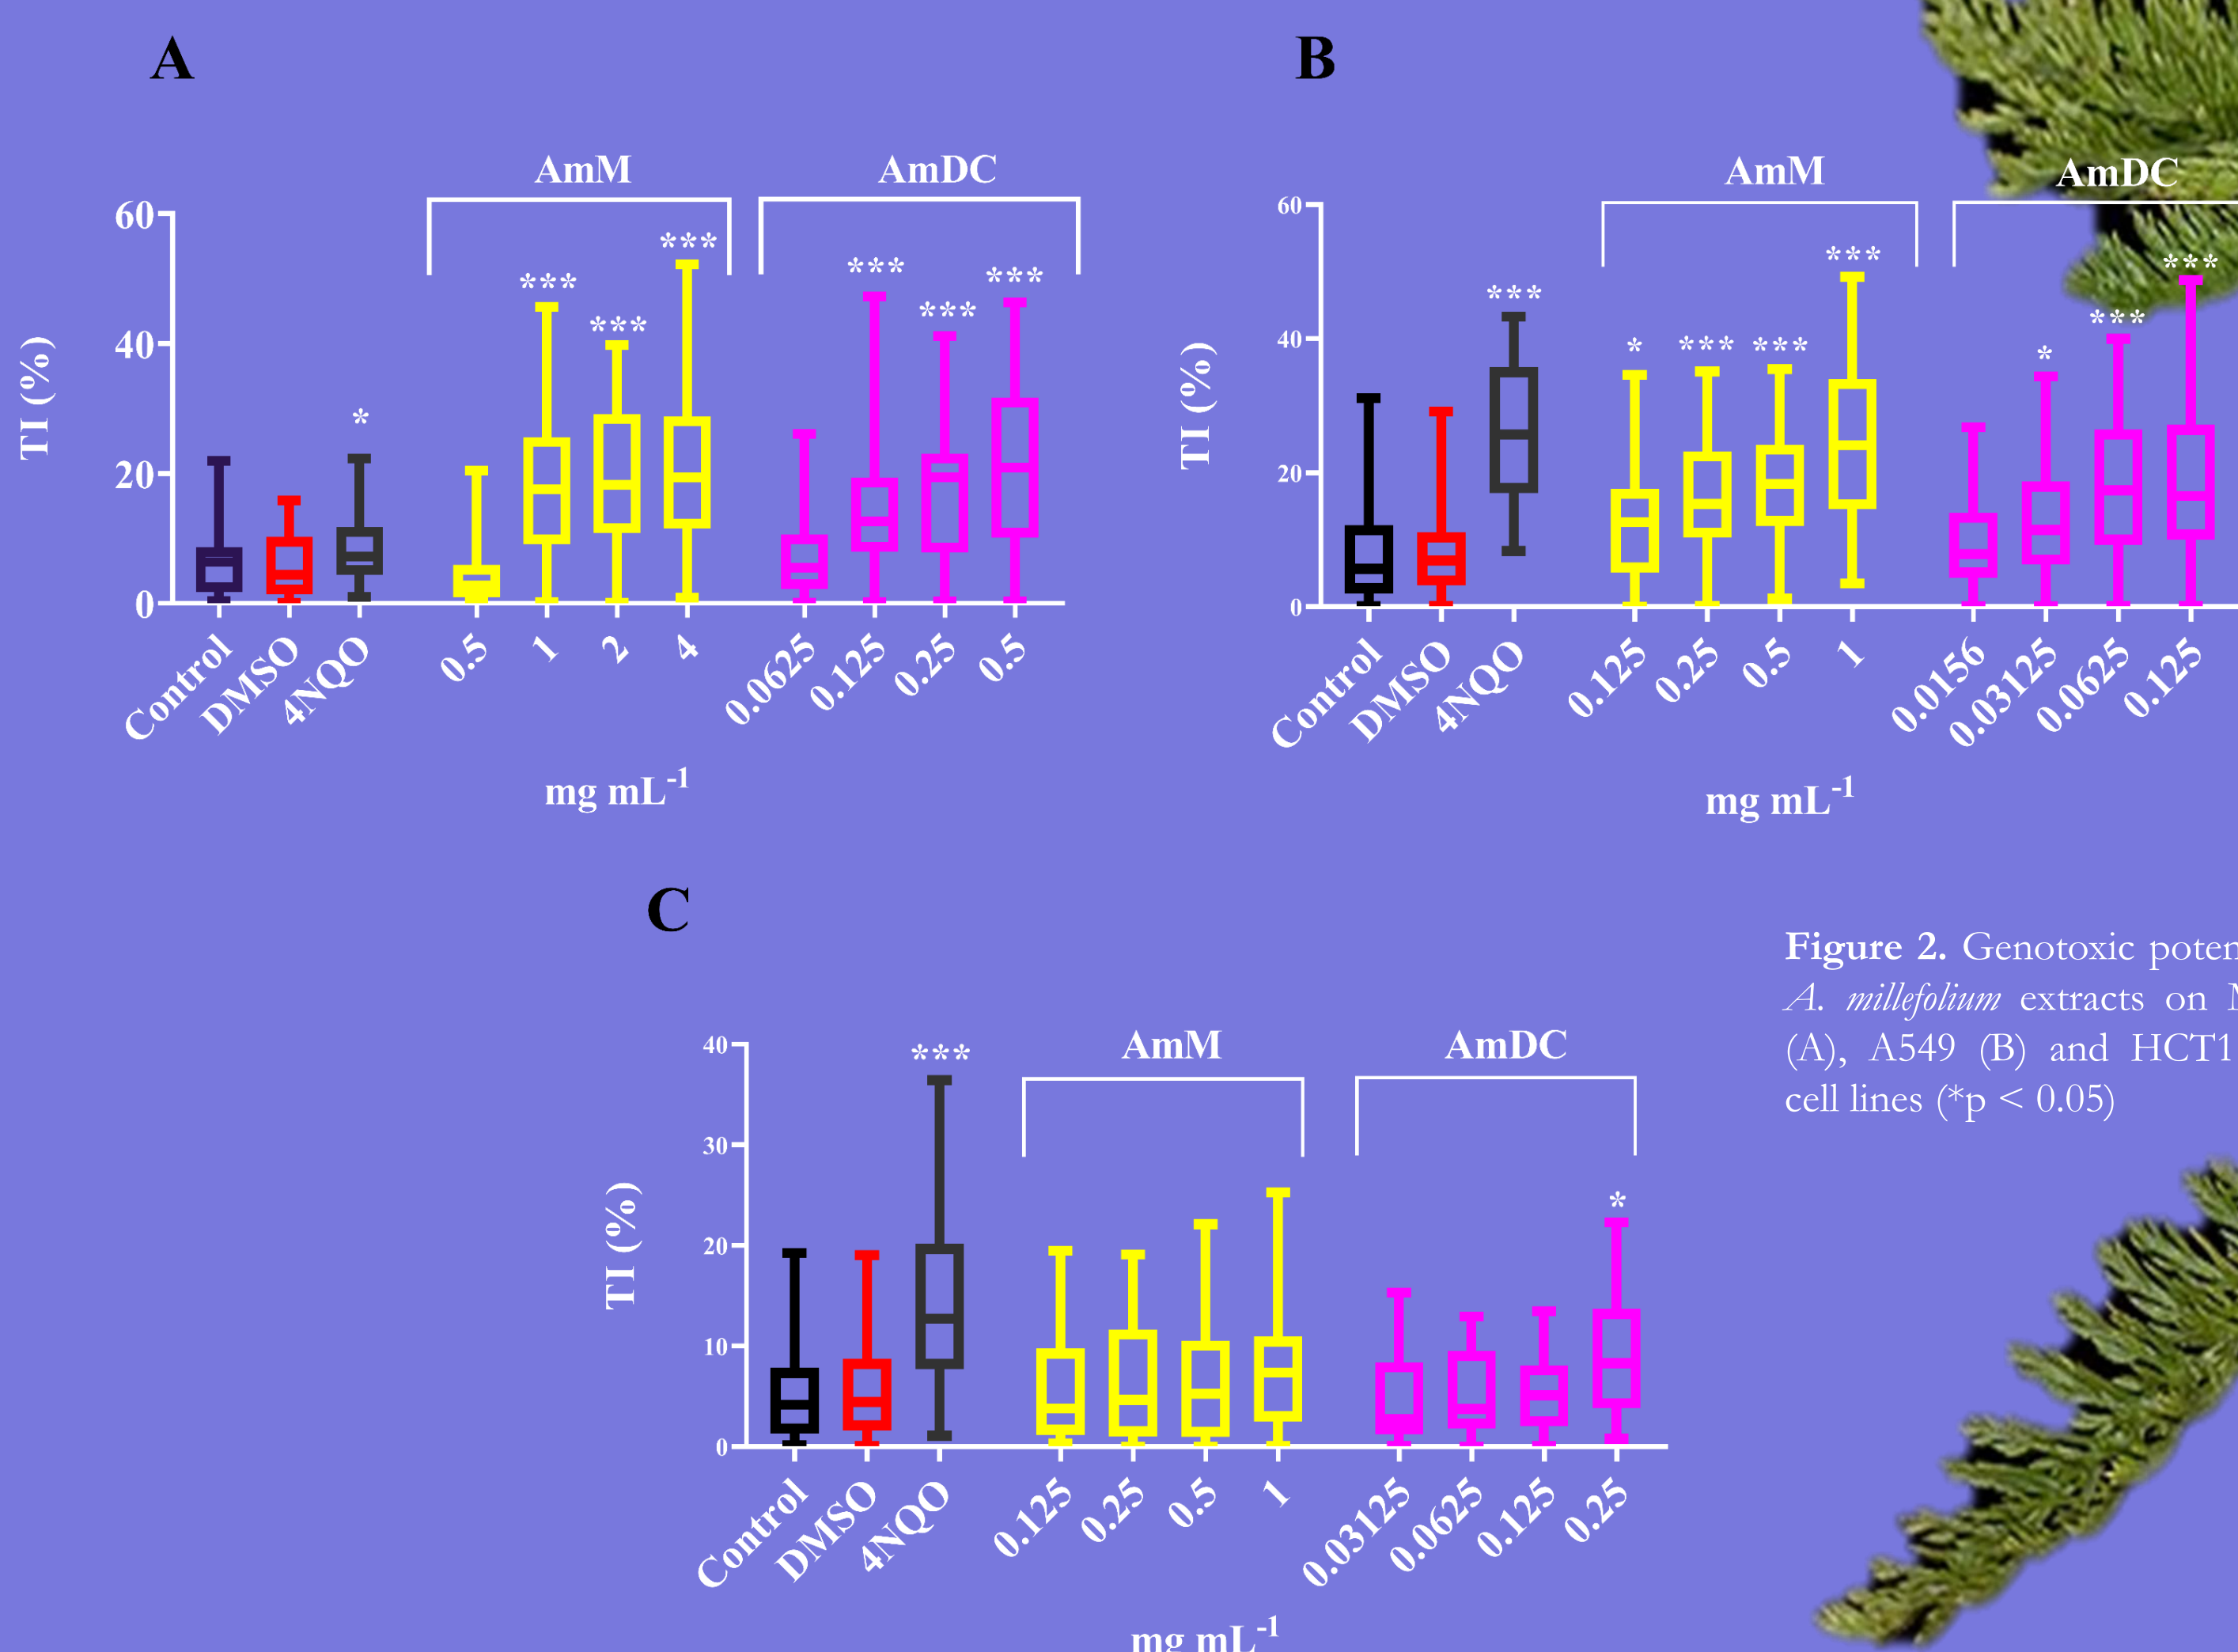 A
AmM
AmDC
60
40
20
0
TI (%)
*
***
***
***
***
***
***
Control
DMSO
4NQO
0.5
1
2
4
0.0625
0.125
0.25
0.5
mg mL-1
B
AmM
AmDC
60
40
20
0
TI (%)
***
*
***
***
***
*
***
***
Control
DMSO
4NQO
0.125
0.25
0.5
1
0.0156
0.03125
0.0625
0.125
mg mL-1
C
AmM
AmDC
40
30
20
10
0
TI (%)
***
*
Control
DMSO
4NQO
0.125
0.25
0.5
1
0.03125
0.0625
0.125
0.25
mg mL-1
Figure 2. Genotoxic
A. millefolium extracts on
(A), A549 (B) and
cell lines (*p < 0.05)